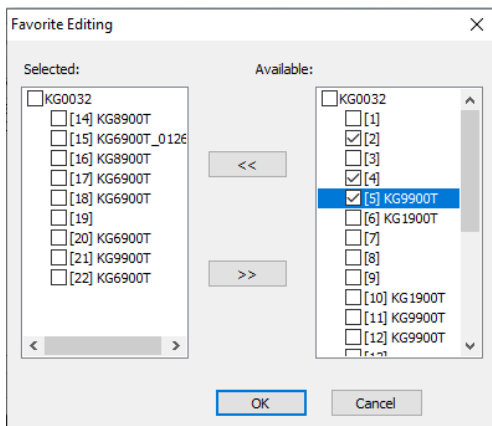 Favorite Editing
Selected:
KG0032
[14] KG8900T
[15] KG6900T_0126
[16] KG8900T
[17] KG6900T
[18] KG6900T
[19]
[20] KG6900T
[21] KG9900T
[22] KG6900T
<<
>>
Available:
KG0032
[1]
[2]
[3]
[4]
[5] KG9900T
[6] KG1900T
[7]
[8]
[9]
[10] KG1900T
[11] KG9900T
[12] KG9900T
OK
Cancel